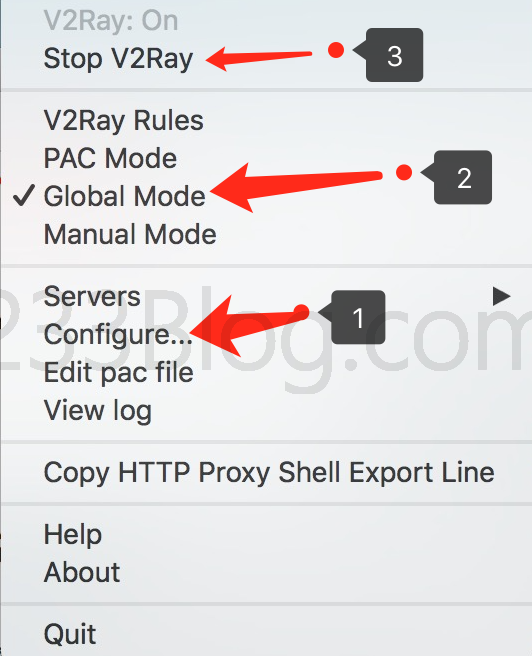 V2Ray: On
Stop V2Ray
3
V2Ray Rules
PAC Mode
2
✓ Global Mode
Manual Mode
Servers
1
Configure...
233Blog.com
Edit pac file
View log
Copy HTTP Proxy Shell Export Line
Help
About
Quit